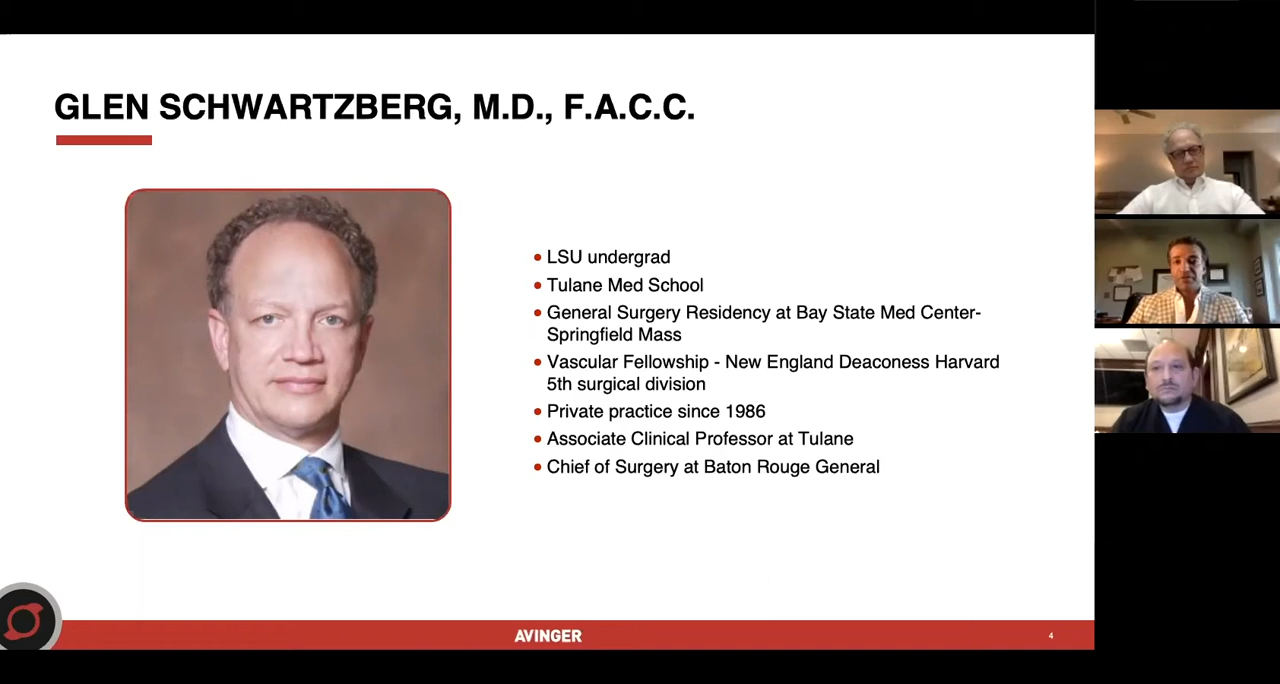 GLEN SCHWARTZBERG, M.D., F.A.C.C.
• LSU undergrad
• Tulane Med School
• General Surgery Residency at Bay State Med Center-
Springfield Mass
• Vascular Fellowship - New England Deaconess Harvard
5th surgical division
• Private practice since 1986
• Associate Clinical Professor at Tulane
• Chief of Surgery at Baton Rouge General
AVINGER
4